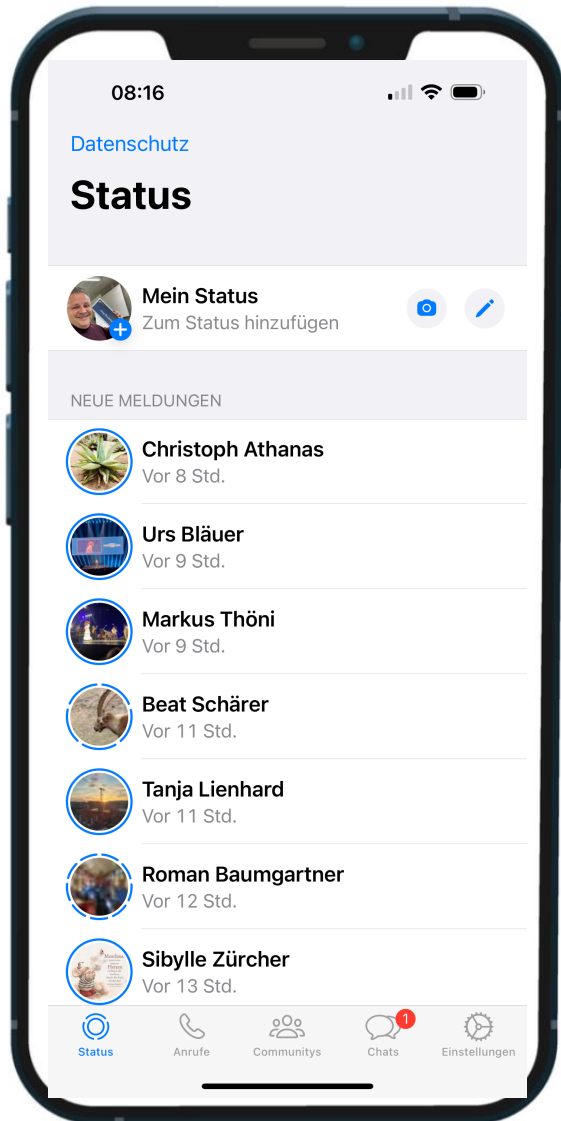 08:16
Datenschutz
Status
Mein Status
Zum Status hinzufügen
NEUE MELDUNGEN
Christoph Athanas
Vor 8 Std.
Urs Bläuer
Vor 9 Std.
Markus Thöni
Vor 9 Std.
Beat Schärer
Vor 11 Std.
Tanja Lienhard
Vor 11 Std.
Roman Baumgartner
Vor 12 Std.
Sibylle Zürcher
Vor 13 Std.
1
Status
Anrufe
Communitys
Chats
Einstellungen